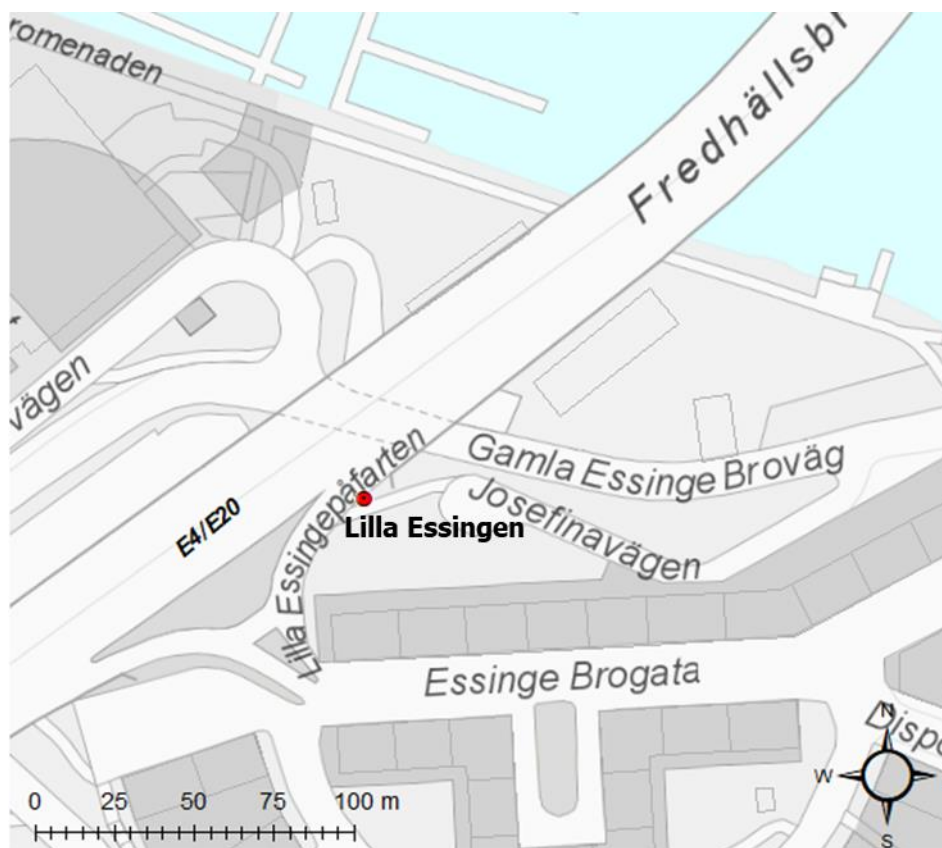 romenaden
Fredhällsbr
vägen
Lilla Essingepåfarten
Gamla Essinge Broväg
Josefinavägen
E4/E20
Lilla Essingen
Essinge Brogata
Dispo
N
W
S
0 25 50 75 100 m